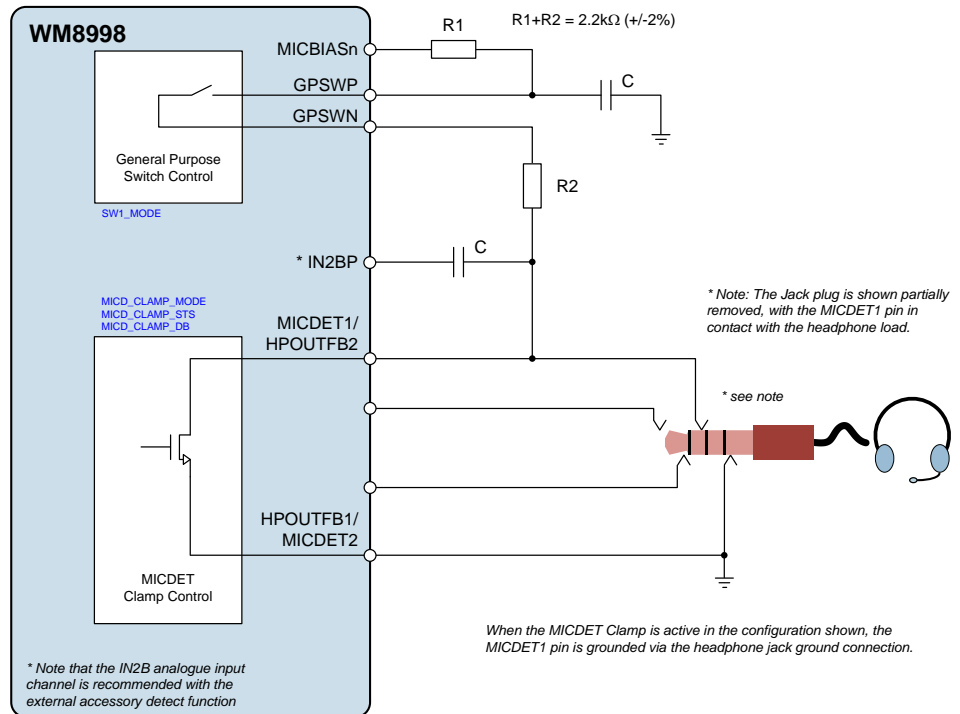 WM8998
R1
R1+R2 = 2.2kΩ (+/-2%)
MICBIASn
GPSWP
C
GPSWN
General Purpose
Switch Control
R2
SW1_MODE
C
* IN2BP
* Note: The Jack plug is shown partially
removed, with the MICDET1 pin in
contact with the headphone load.
MICD_CLAMP_MODE
MICD_CLAMP_STS
MICD_CLAMP_DB
MICDET1/
HPOUTFB2
* see note
HPOUTFB1/
MICDET2
MICDET
Clamp Control
When the MICDET Clamp is active in the configuration shown, the
MICDET1 pin is grounded via the headphone jack ground connection.
* Note that the IN2B analogue input
channel is recommended with the
external accessory detect function